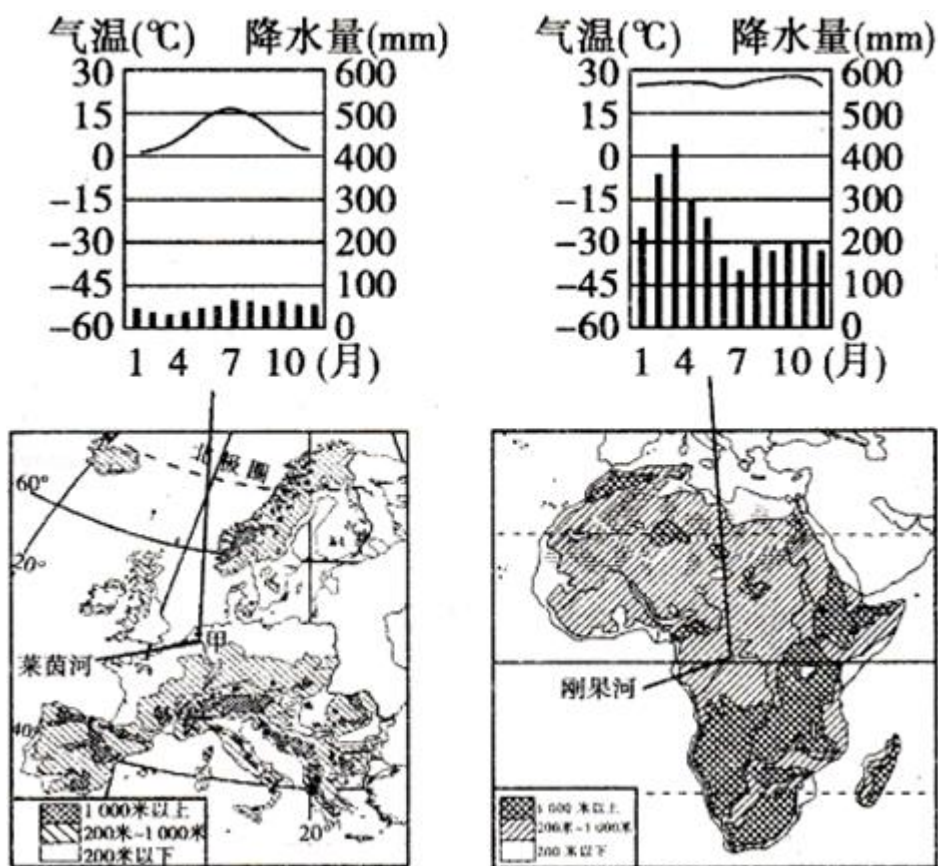 气温(℃) 降水量(mm)
30 600
15 500
0 400
-15 300
-30 200
-45 100
-60 0
1 4 7 10 (月)
气温(℃) 降水量(mm)
30 600
15 500
0 400
-15 300
-30 200
-45 100
-60 0
1 4 7 10 (月)
北极圈
60°
20°
甲
莱茵河
40°
20°
1 000米以上
200米~1 000米
200米以下
乙
刚果河
1 000米以上
200米~1 000米
200米以下